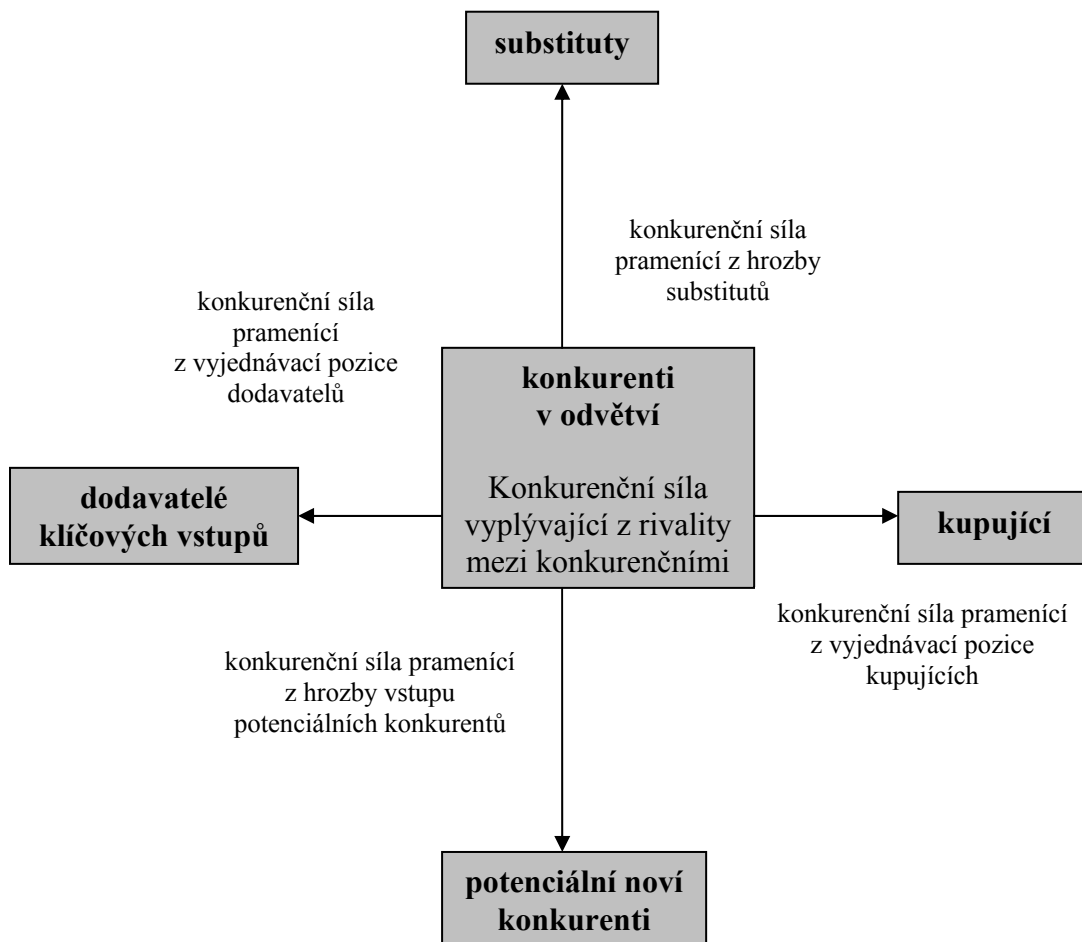 substituty
konkurenční síla
pramenící z hrozby
substitutů
konkurenční síla
pramenící
z vyjednávací pozice
dodavatelů
konkurenti
v odvětví
Konkurenční síla
vyplývající z rivality
mezi konkurenčními
dodavatelé
klíčových vstupů
kupující
konkurenční síla pramenící
z vyjednávací pozice
kupujících
konkurenční síla pramenící
z hrozby vstupu
potenciálních konkurentů
potenciální noví
konkurenti